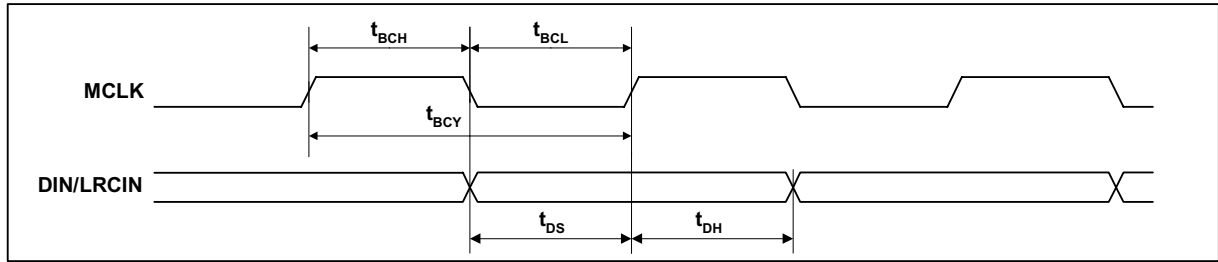 tBCH tBCL
MCLK
tBCY
DIN/LRCIN
tDS tDH